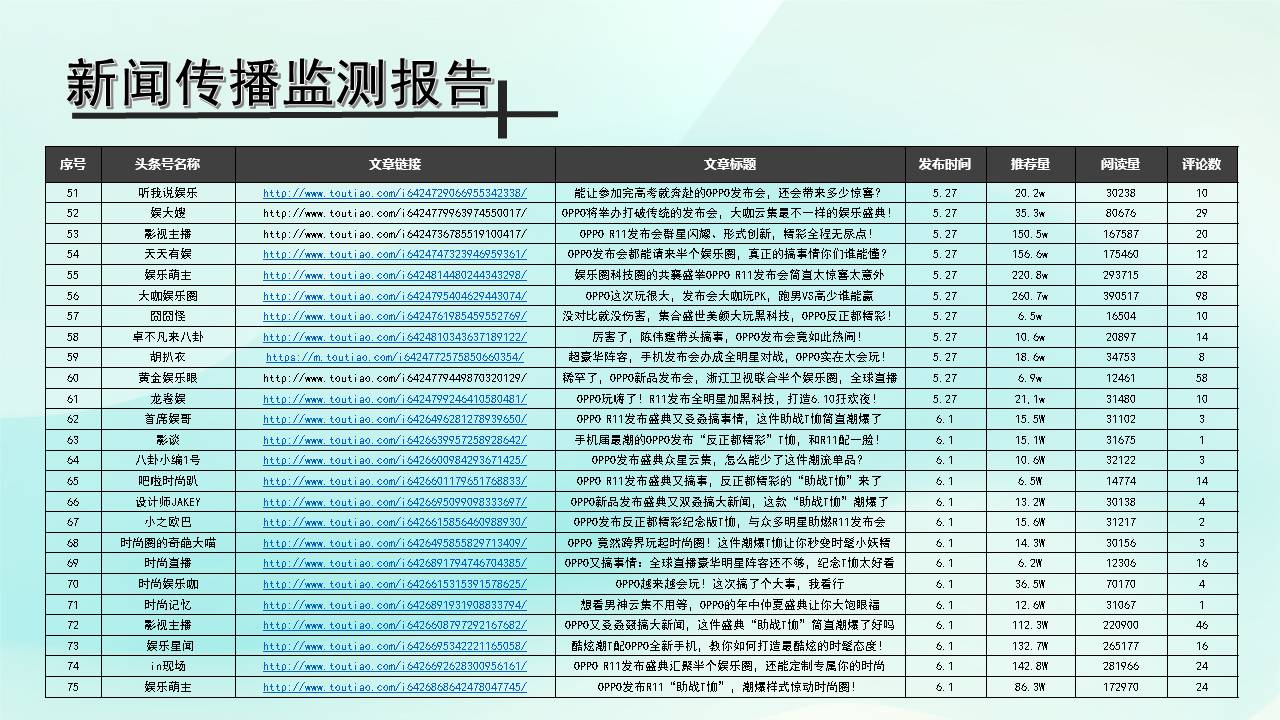 新闻传播监测报告
序号 头条号名称 文章链接 文章标题 发布时间 推荐量 阅读量 评论数
51 听我说娱乐 http://www.toutiao.com/i6424729066955342338/ 能让参加完高考就奔赴的OPPO发布会，还会带来多少惊喜？ 5.27 20.2w 30238 10
52 娱大嫂 http://www.toutiao.com/i6424779963974550017/ OPPO将举办打破传统的发布会，大咖云集最不一样的娱乐盛典！ 5.27 35.3w 80676 29
53 影视主播 http://www.toutiao.com/i6424736785519100417/ OPPO R11发布会群星闪耀、形式创新，精彩全程无尿点！ 5.27 150.5w 167587 20
54 天天有娱 http://www.toutiao.com/i6424747323946959361/ OPPO发布会都能请来半个娱乐圈，真正的搞事情你们谁能懂？ 5.27 156.6w 175460 12
55 娱乐萌主 http://www.toutiao.com/i6424814480244343298/ 娱乐圈科技圈的共襄盛举OPPO R11发布会简直太惊喜太意外 5.27 220.8w 293715 28
56 大咖娱乐圈 http://www.toutiao.com/i6424795404629443074/ OPPO这次玩很大，发布会大咖玩PK，跑男VS高少谁能赢 5.27 260.7w 390517 98
57 囧囧怪 http://www.toutiao.com/i6424761985459552769/ 没对比就没伤害，集合盛世美颜大玩黑科技，OPPO反正都精彩！ 5.27 6.5w 16504 10
58 卓不凡来八卦 http://www.toutiao.com/i6424810343637189122/ 厉害了，陈伟霆带头搞事，OPPO发布会竟如此热闹！ 5.27 10.6w 20897 14
59 胡扒衣 https://m.toutiao.com/i6424772575850660354/ 超豪华阵容，手机发布会办成全明星对战，OPPO实在太会玩！ 5.27 18.6w 34753 8
60 黄金娱乐眼 http://www.toutiao.com/i6424779449870320129/ 稀罕了，OPPO新品发布会，浙江卫视联合半个娱乐圈，全球直播 5.27 6.9w 12461 58
61 龙卷娱 http://www.toutiao.com/i6424799246410580481/ OPPO玩嗨了！R11发布全明星加黑科技，打造6.10狂欢夜！ 5.27 21,1w 31480 10
62 首席娱哥 http://www.toutiao.com/i6426496281278939650/ OPPO R11发布盛典又叒叕搞事情，这件助战T恤简直潮爆了 6.1 15.5W 31102 3
63 影谈 http://www.toutiao.com/i6426639957258928642/ 手机届最潮的OPPO发布“反正都精彩”T恤，和R11配一脸！ 6.1 15.1W 31675 1
64 八卦小编1号 http://www.toutiao.com/i6426600984293671425/ OPPO发布盛典众星云集，怎么能少了这件潮流单品？ 6.1 10.6W 32122 3
65 吧啦时尚趴 http://www.toutiao.com/i6426601179651768833/ OPPO R11发布盛典又搞事，反正都精彩的“助战T恤”来了 6.1 6.5W 14774 14
66 设计师JAKEY http://www.toutiao.com/i6426695099098333697/ OPPO新品发布盛典又双叒搞大新闻，这款“助战T恤”潮爆了 6.1 13.2W 30138 4
67 小之欧巴 http://www.toutiao.com/i6426615856460988930/ OPPO发布反正都精彩纪念版T恤，与众多明星助燃R11发布会 6.1 15.6W 31217 2
68 时尚圈的奇葩大喵 http://www.toutiao.com/i6426495855829713409/ OPPO 竟然跨界玩起时尚圈！这件潮爆T恤让你秒变时髦小妖精 6.1 14.3W 30156 3
69 时尚直播 http://www.toutiao.com/i6426891794746704385/ OPPO又搞事情：全球直播豪华明星阵容还不够，纪念T恤太好看 6.1 6.2W 12306 16
70 时尚娱乐咖 http://www.toutiao.com/i6426615315391578625/ OPPO越来越会玩！这次搞了个大事，我看行 6.1 36.5W 70170 4
71 时尚记忆 http://www.toutiao.com/i6426891931908833794/ 想看男神云集不用等，OPPO的年中仲夏盛典让你大饱眼福 6.1 12.6W 31067 1
72 影视主播 http://www.toutiao.com/i6426608797292167682/ OPPO又叒叕搞大新闻，这件盛典“助战T恤”简直潮爆了好吗 6.1 112.3W 220900 46
73 娱乐星闻 http://www.toutiao.com/i6426695342221165058/ 酷炫潮T配OPPO全新手机，教你如何打造最酷炫的时髦态度！ 6.1 132.7W 265177 16
74 in现场 http://www.toutiao.com/i6426692628300956161/ OPPO R11发布盛典汇聚半个娱乐圈，还能定制专属你的时尚 6.1 142.8W 281966 24
75 娱乐萌主 http://www.toutiao.com/i6426868642478047745/ OPPO发布R11“助战T恤”，潮爆样式惊动时尚圈！ 6.1 86.3W 172970 24